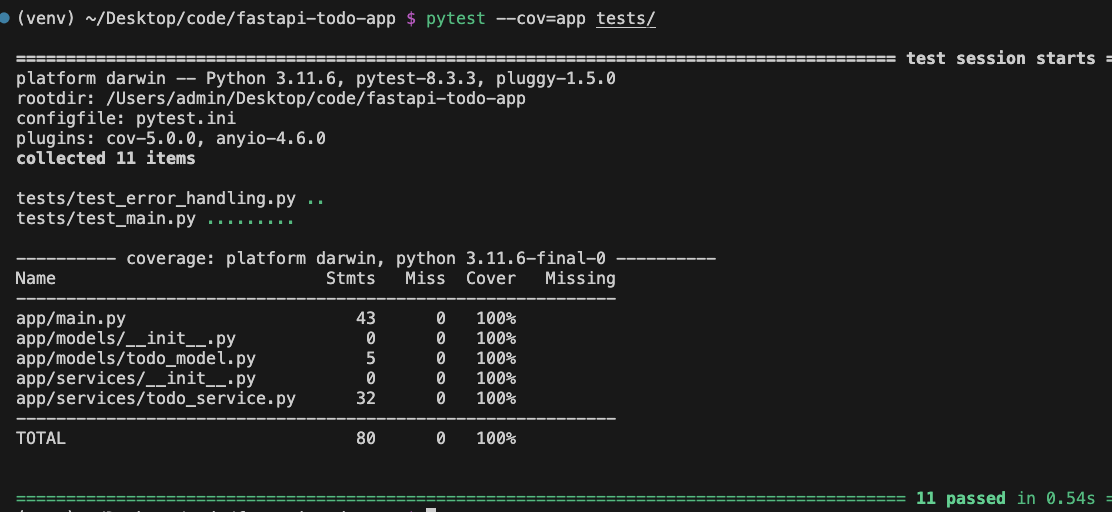 (venv) ~/Desktop/code/fastapi-todo-app $ pytest --cov=app tests/
======================================================================================== test session starts =
platform darwin -- Python 3.11.6, pytest-8.3.3, pluggy-1.5.0
rootdir: /Users/admin/Desktop/code/fastapi-todo-app
configfile: pytest.ini
plugins: cov-5.0.0, anyio-4.6.0
collected 11 items
tests/test_error_handling.py ..
tests/test_main.py .........
---------- coverage: platform darwin, python 3.11.6-final-0 ----------
Name                           Stmts   Miss  Cover   Missing
------------------------------------------------------------
app/main.py                       43      0   100%
app/models/__init__.py             0      0   100%
app/models/todo_model.py           5      0   100%
app/services/__init__.py           0      0   100%
app/services/todo_service.py      32      0   100%
------------------------------------------------------------
TOTAL                             80      0   100%
========================================================================================= 11 passed in 0.54s =